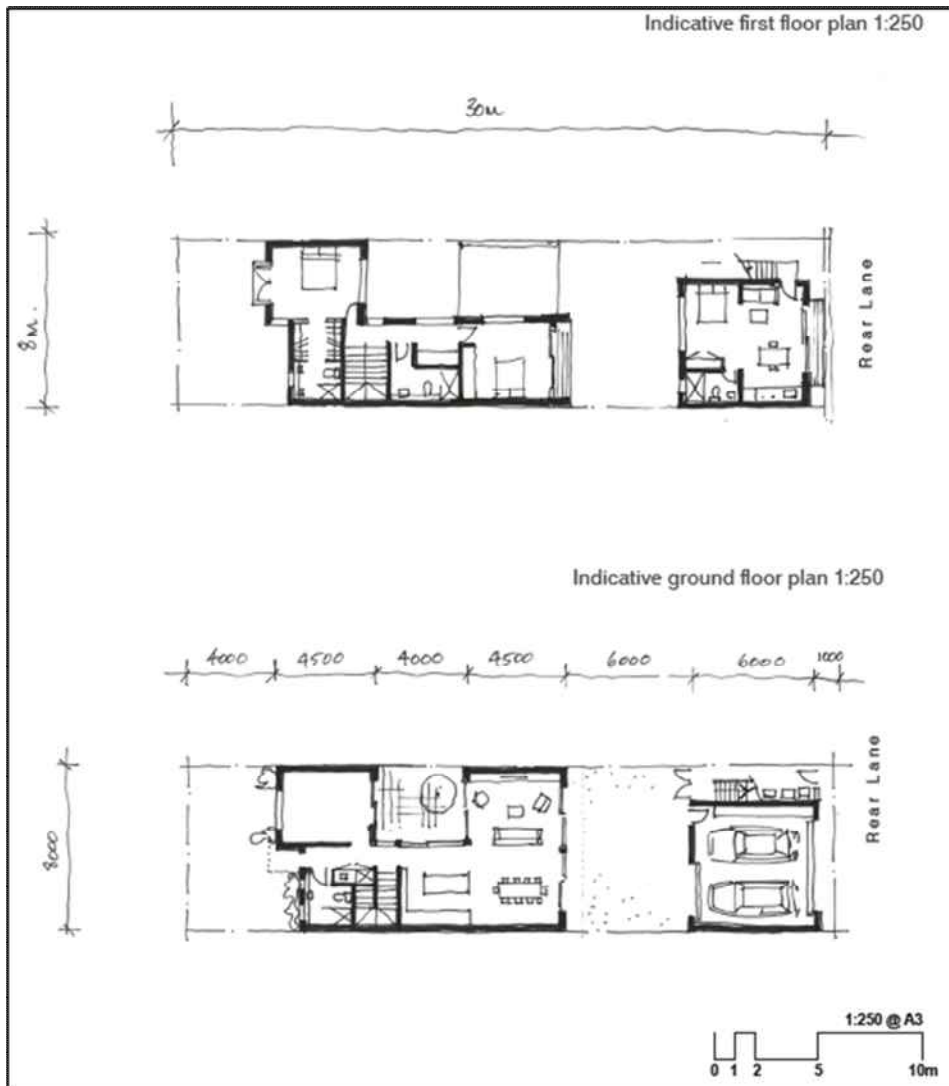 Indicative first floor plan 1:250
30m
8m.
Rear Lane
Indicative ground floor plan 1:250
4000 4500 4000 4500 6000 6000 1000
8000
Rear Lane
1:250 @ A3
0 1 2 5 10m